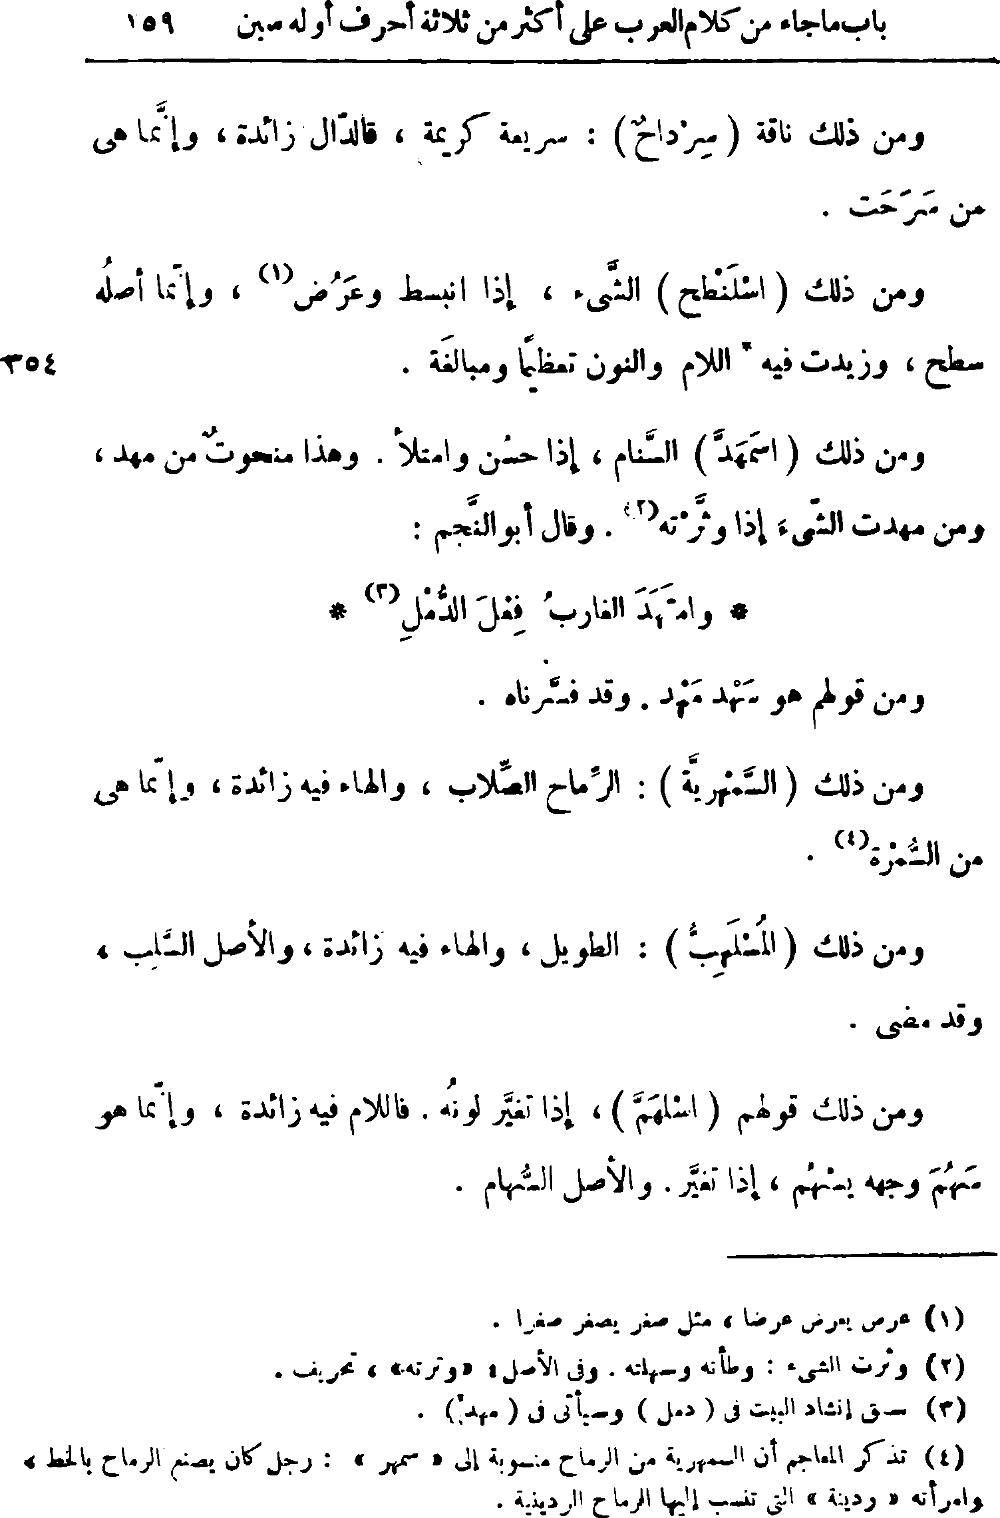 باب ماجاء من كلام العرب على أكثر من ثلاثة أحرف أوله سين ١٥٩
ومن ذلك ناقة ( سِرْداحٌ ) : سريعة كريمة ، فالدّال زائدة ، وإنَّما هى
من سَرَحَت .
ومن ذلك ( اسْلَنْطح ) الشَّىء ، إذا انبسط وعَرُض(١) ، وإنّما أصلُه
سطح ، وزيدت فيه * اللام والنون تعظيمًا ومبالغَة . ٣٥٤
ومن ذلك ( اسْمَهَدَّ ) السَّنام ، إذا حسُن وامتلأ . وهذا منحوتٌ من مهد ،
ومن مهدت الشّىءَ إذا وثَّرْته(٢) . وقال أبو النَّجم :
* وامتَهَدَ الغاربُ فِعْلَ الدُّمْلِ(٣) *
ومن قولهم هو سَهْد مَهْد . وقد فسَّرناه .
ومن ذلك ( السَّمْهريَّة ) : الرِّماح الصِّلاب ، والهاء فيه زائدة ، وإنّما هى
من السُّمْرة(٤) .
ومن ذلك ( المُسْلَهِبُّ ) : الطويل ، والهاء فيه زائدة ، والأصل السَّلِب ،
وقد مضى .
ومن ذلك قولهم ( اسْلهَمَّ ) ، إذا تغيَّر لونُه . فاللام فيه زائدة ، وإنّما هو
سَهُمَ وجهه يسْهُم ، إذا تغيَّر . والأصل السُّهام .
(١) عرض يعرض عرضا ، مثل صغر يصغر صغرا .
(٢) وثرت الشىء : وطأته وسهلته . وفى الأصل : «وترته» ، تحريف .
(٣) سبق إنشاد البيت فى ( دمل ) وسيأتى فى ( مهد ) .
(٤) تذكر المعاجم أن السمهرية من الرماح منسوبة إلى « سمهر » : رجل كان يصنع الرماح بالخط ،
وامرأته « ردينة » التى تنسب إليها الرماح الردينية .